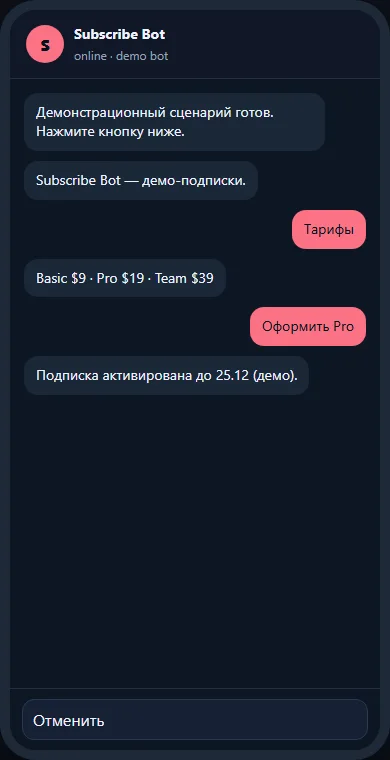 S
Subscribe Bot
online · demo bot
Демонстрационный сценарий готов.
Нажмите кнопку ниже.
Subscribe Bot — демо-подписки.
Тарифы
Basic $9 · Pro $19 · Team $39
Оформить Pro
Подписка активирована до 25.12 (демо).
Отменить